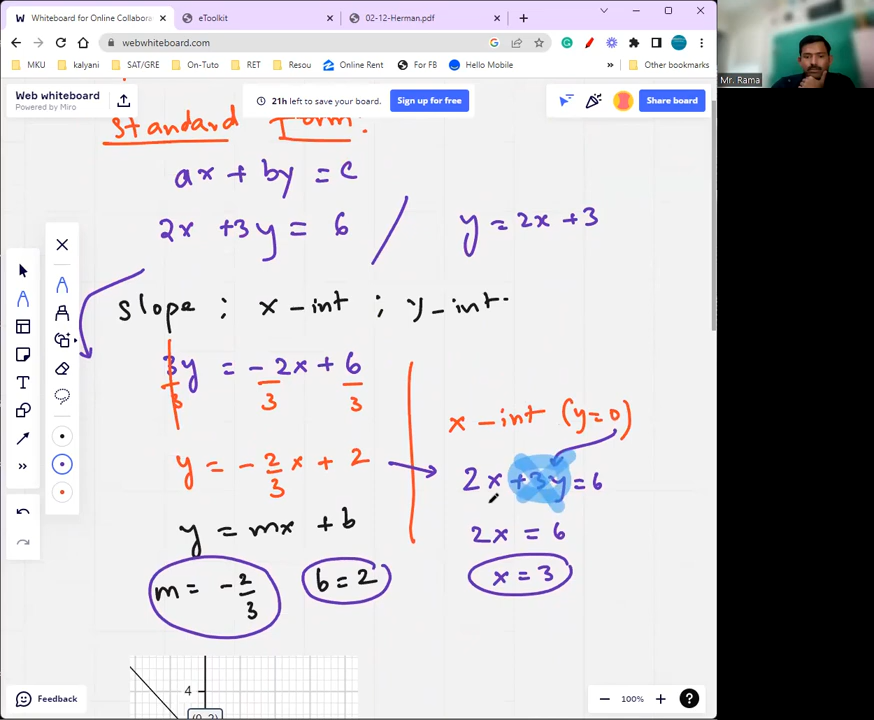 Whiteboard for Online Collabora
eToolkit
02-12-Herman.pdf
webwhiteboard.com
MKU
kalyani
SAT/GRE
On-Tuto
RET
Resou
Online Rent
For FB
Hello Mobile
Other bookmarks
Mr. Rama
Web whiteboard
Powered by Miro
21h left to save your board.
Sign up for free
Share board
Standard Form:
ax + by = c
2x + 3y = 6 / y = 2x + 3
slope ; x - int ; y - int.
3y/3 = -2x/3 + 6/3
y = -2/3 x + 2
y = mx + b
m = -2/3 b = 2
x - int (y = 0)
2x + 3y = 6
2x = 6
x = 3
4
(0, 2)
Feedback
100%